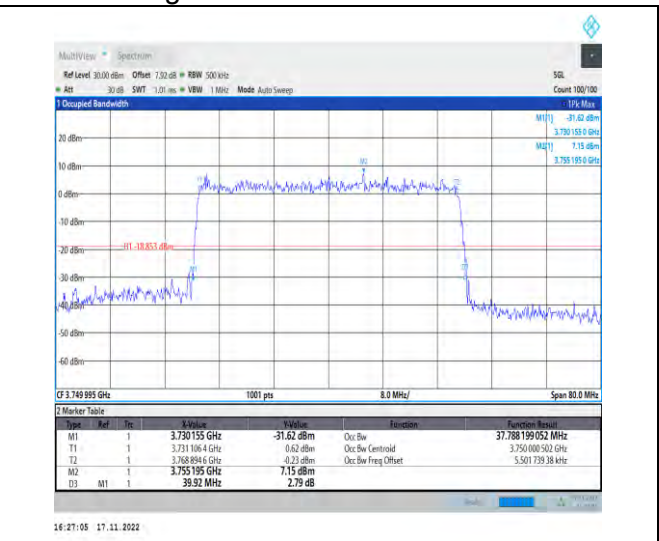 MultiView Spectrum
Ref Level 30.00 dBm Offset 7.92 dB RBW 500 kHz SGL
Att 30 dB SWT 1.01 ms VBW 1 MHz Mode Auto Sweep Count 100/100
1 Occupied Bandwidth 1Pk Max
M1[1] -31.62 dBm
3.730 155 0 GHz
M2[1] 7.15 dBm
3.755 195 0 GHz
20 dBm
M2
10 dBm
0 dBm
-10 dBm
H1 -18.853 dBm
-20 dBm
-30 dBm
-40 dBm
-50 dBm
-60 dBm
CF 3.749 995 GHz 1001 pts 8.0 MHz/ Span 80.0 MHz
2 Marker Table
Type Ref Trc X-Value Y-Value Function Function Result
M1 1 3.730155 GHz -31.62 dBm Occ Bw 37.788 199 052 MHz
T1 1 3.731 106 4 GHz 0.62 dBm Occ Bw Centroid 3.750 000 502 GHz
T2 1 3.768 894 6 GHz -0.23 dBm Occ Bw Freq Offset 5.501 739 38 kHz
M2 1 3.755195 GHz 7.15 dBm
D3 M1 1 39.92 MHz 2.79 dB
16:27:05 17.11.2022